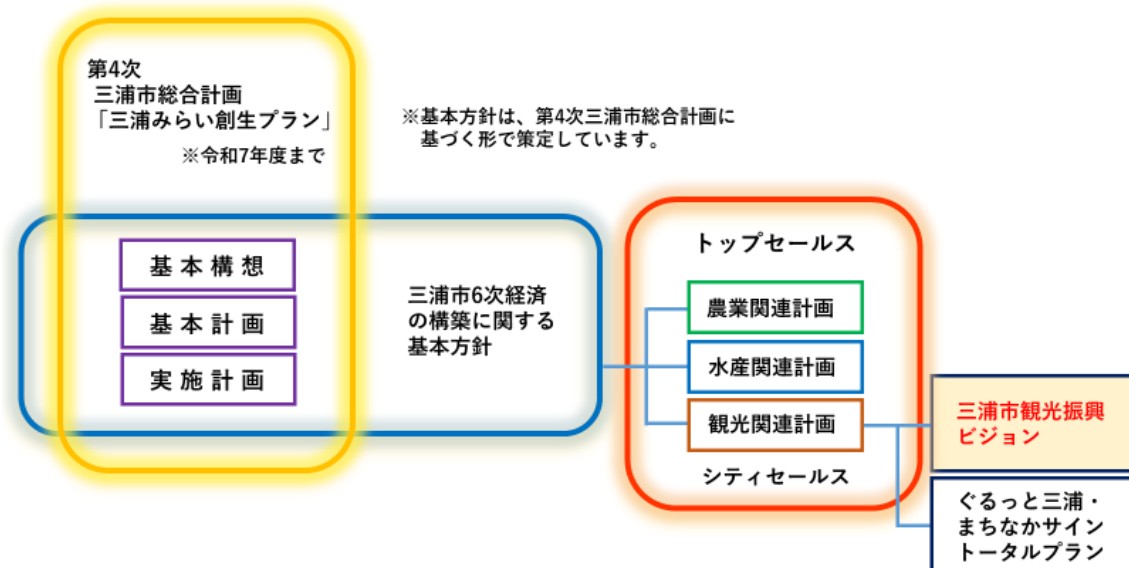 第4次
三浦市総合計画
「三浦みらい創生プラン」
※令和7年度まで
※基本方針は、第4次三浦市総合計画に
基づく形で策定しています。
基本構想
基本計画
実施計画
三浦市6次経済
の構築に関する
基本方針
トップセールス
農業関連計画
水産関連計画
観光関連計画
シティセールス
三浦市観光振興
ビジョン
ぐるっと三浦・
まちなかサイン
トータルプラン